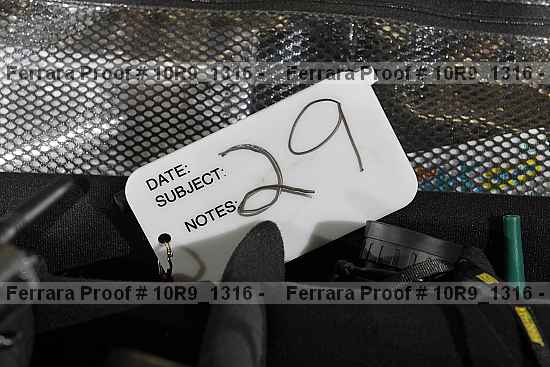 Ferrara Proof # 10R9_1316 - Ferrara Proof # 10R9_1316
DATE:
SUBJECT:
29
NOTES:
Ferrara Proof # 10R9_1316 - Ferrara Proof # 10R9_1316 -